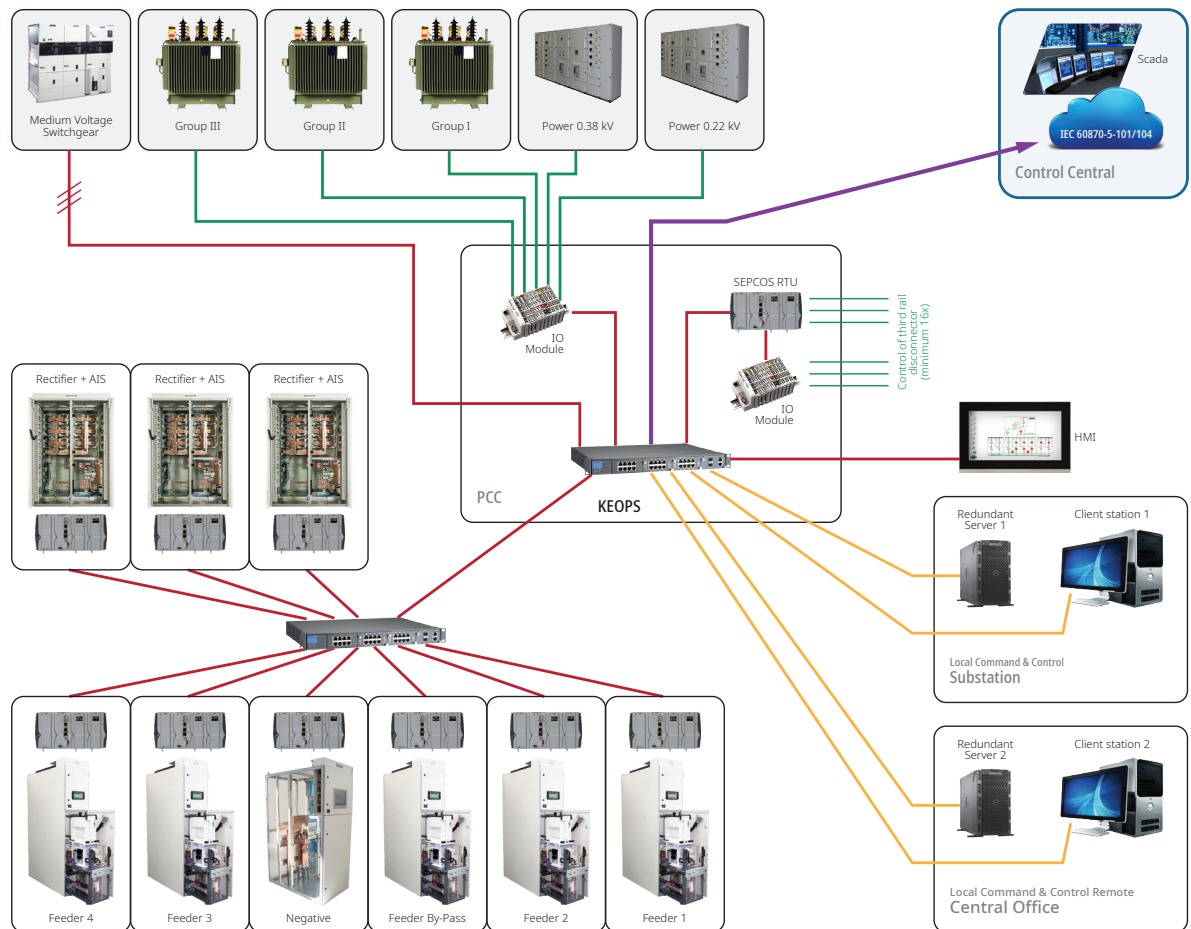 Medium Voltage
Switchgear
Group III
Group II
Group I
Power 0.38 kV
Power 0.22 kV
Scada
IEC 60870-5-101/104
Control Central
SEPCOS RTU
IO
Module
Control of third rail
disconnector
(minimum 16x)
IO
Module
Rectifier + AIS
Rectifier + AIS
Rectifier + AIS
HMI
PCC
KEOPS
Redundant
Server 1
Client station 1
Local Command & Control
Substation
Redundant
Server 2
Client station 2
Local Command & Control Remote
Central Office
Feeder 4
Feeder 3
Negative
Feeder By-Pass
Feeder 2
Feeder 1